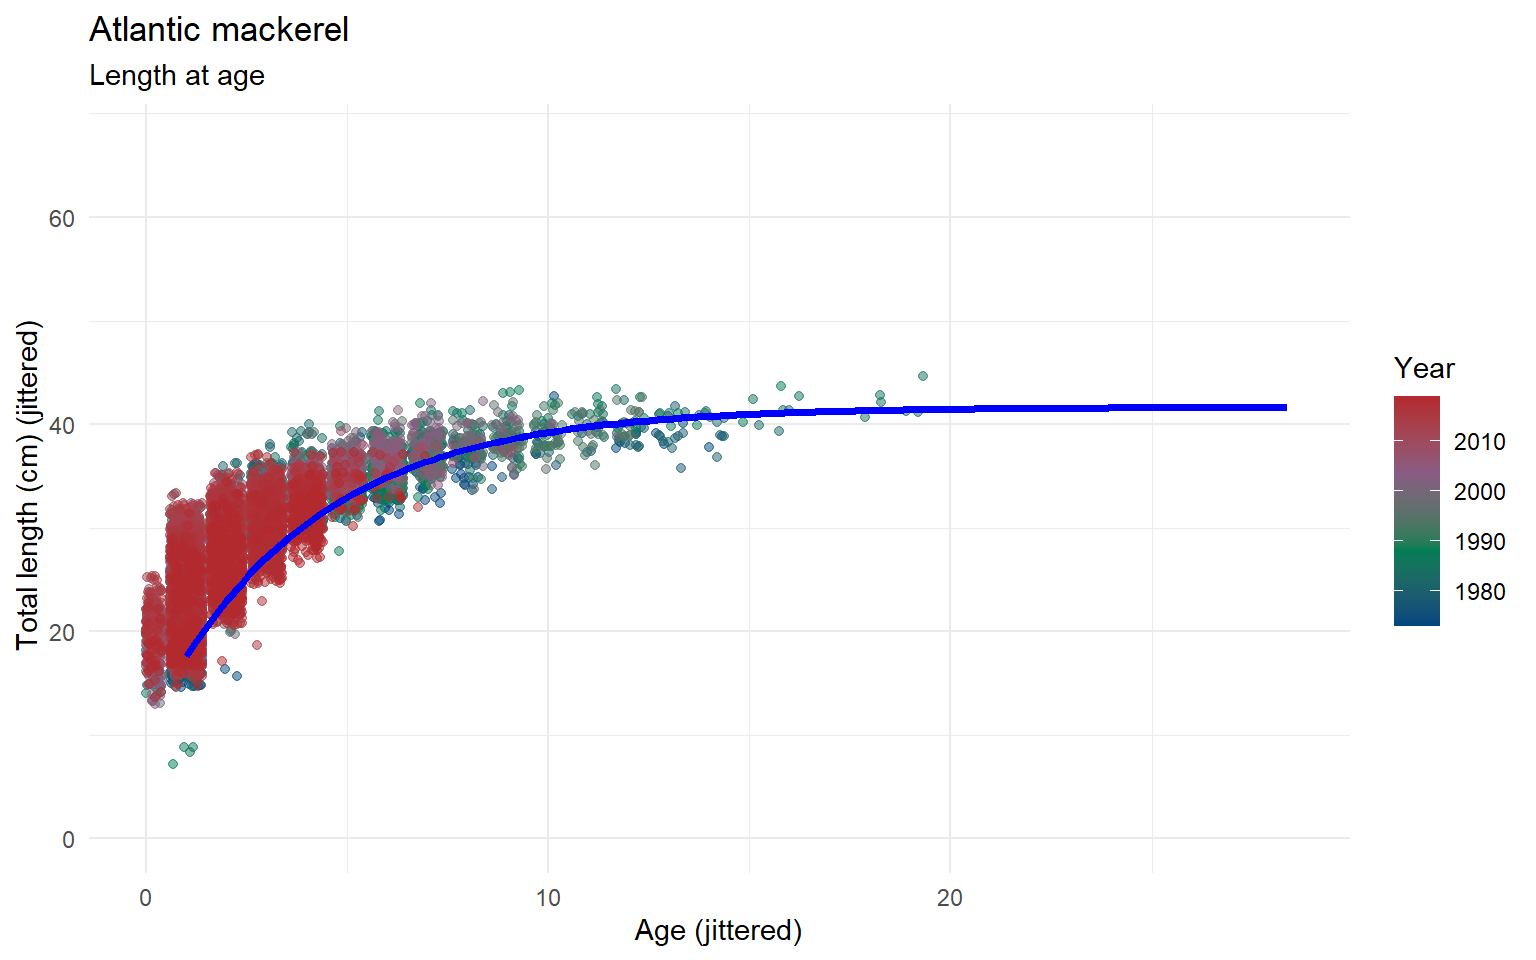 Atlantic mackerel
Length at age
Total length (cm) (jittered)
60
40
20
0
0 10 20
Age (jittered)
Year
2010
2000
1990
1980